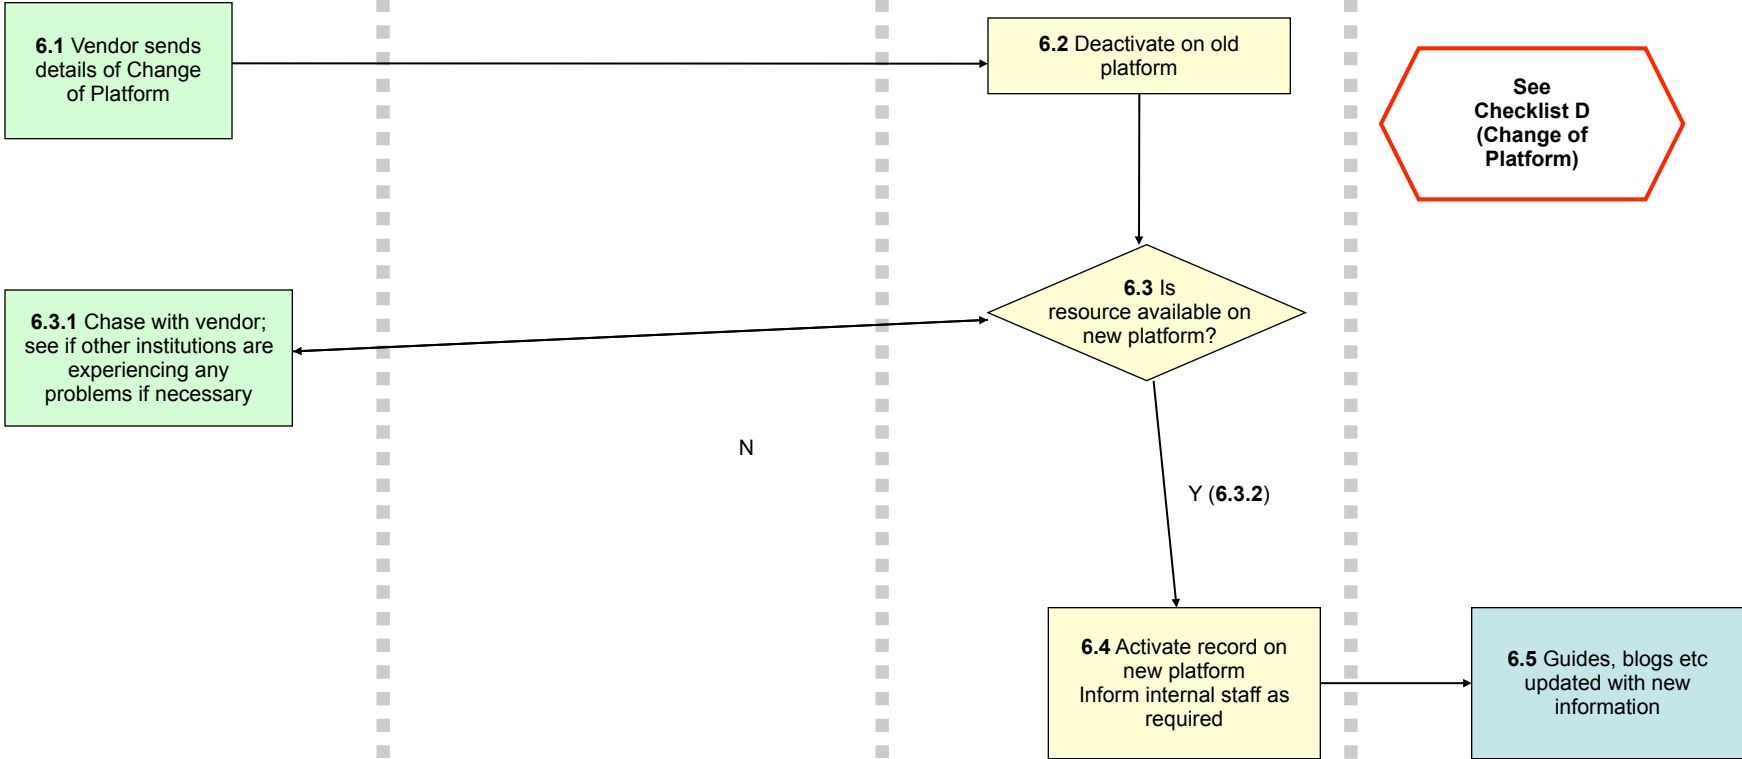 6.1 Vendor sends
details of Change
of Platform
6.2 Deactivate on old
platform
See
Checklist D
(Change of
Platform)
6.3 Is
resource available on
new platform?
6.3.1 Chase with vendor;
see if other institutions are
experiencing any
problems if necessary
N
Y (6.3.2)
6.4 Activate record on
new platform
Inform internal staff as
required
6.5 Guides, blogs etc
updated with new
information